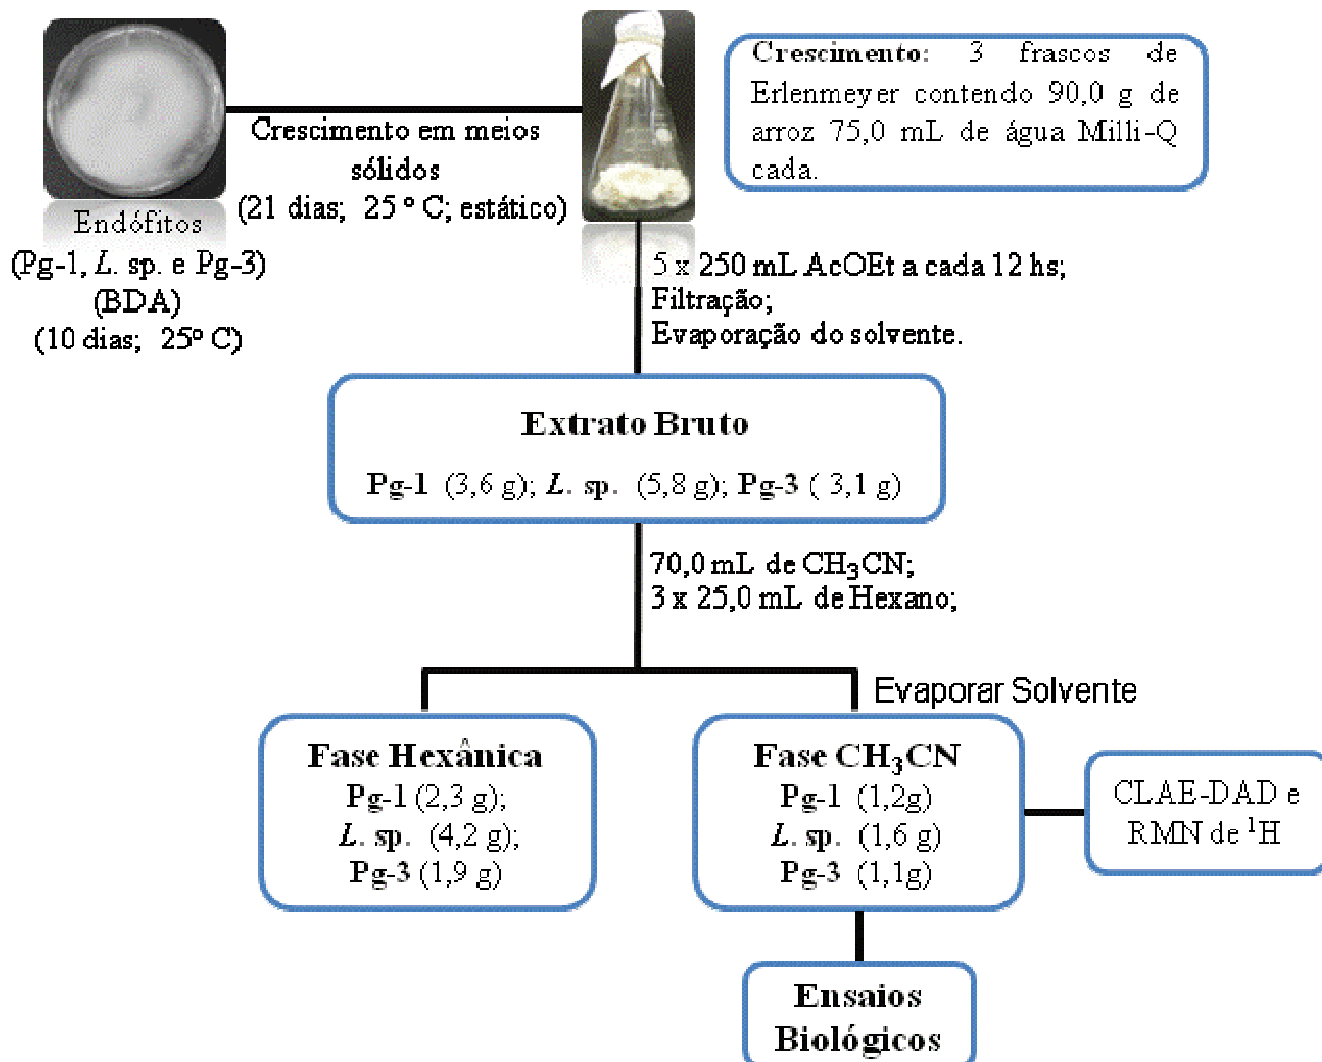 Crescimento: 3 frascos de
Erlenmeyer contendo 90,0 g de
arroz 75,0 mL de água Milli-Q
cada.
Crescimento em meios
sólidos
(21 dias; 25 º C; estático)
Endófitos
(Pg-1, L. sp. e Pg-3)
(BDA)
(10 dias; 25º C)
5 x 250 mL AcOEt a cada 12 hs;
Filtração;
Evaporação do solvente.
Extrato Bruto
Pg-1 (3,6 g); L. sp. (5,8 g); Pg-3 ( 3,1 g)
70,0 mL de CH₃CN;
3 x 25,0 mL de Hexano;
Evaporar Solvente
Fase Hexânica
Pg-1 (2,3 g);
L. sp. (4,2 g);
Pg-3 (1,9 g)
Fase CH₃CN
Pg-1 (1,2g)
L. sp. (1,6 g)
Pg-3 (1,1g)
CLAE-DAD e
RMN de ¹H
Ensaios
Biológicos